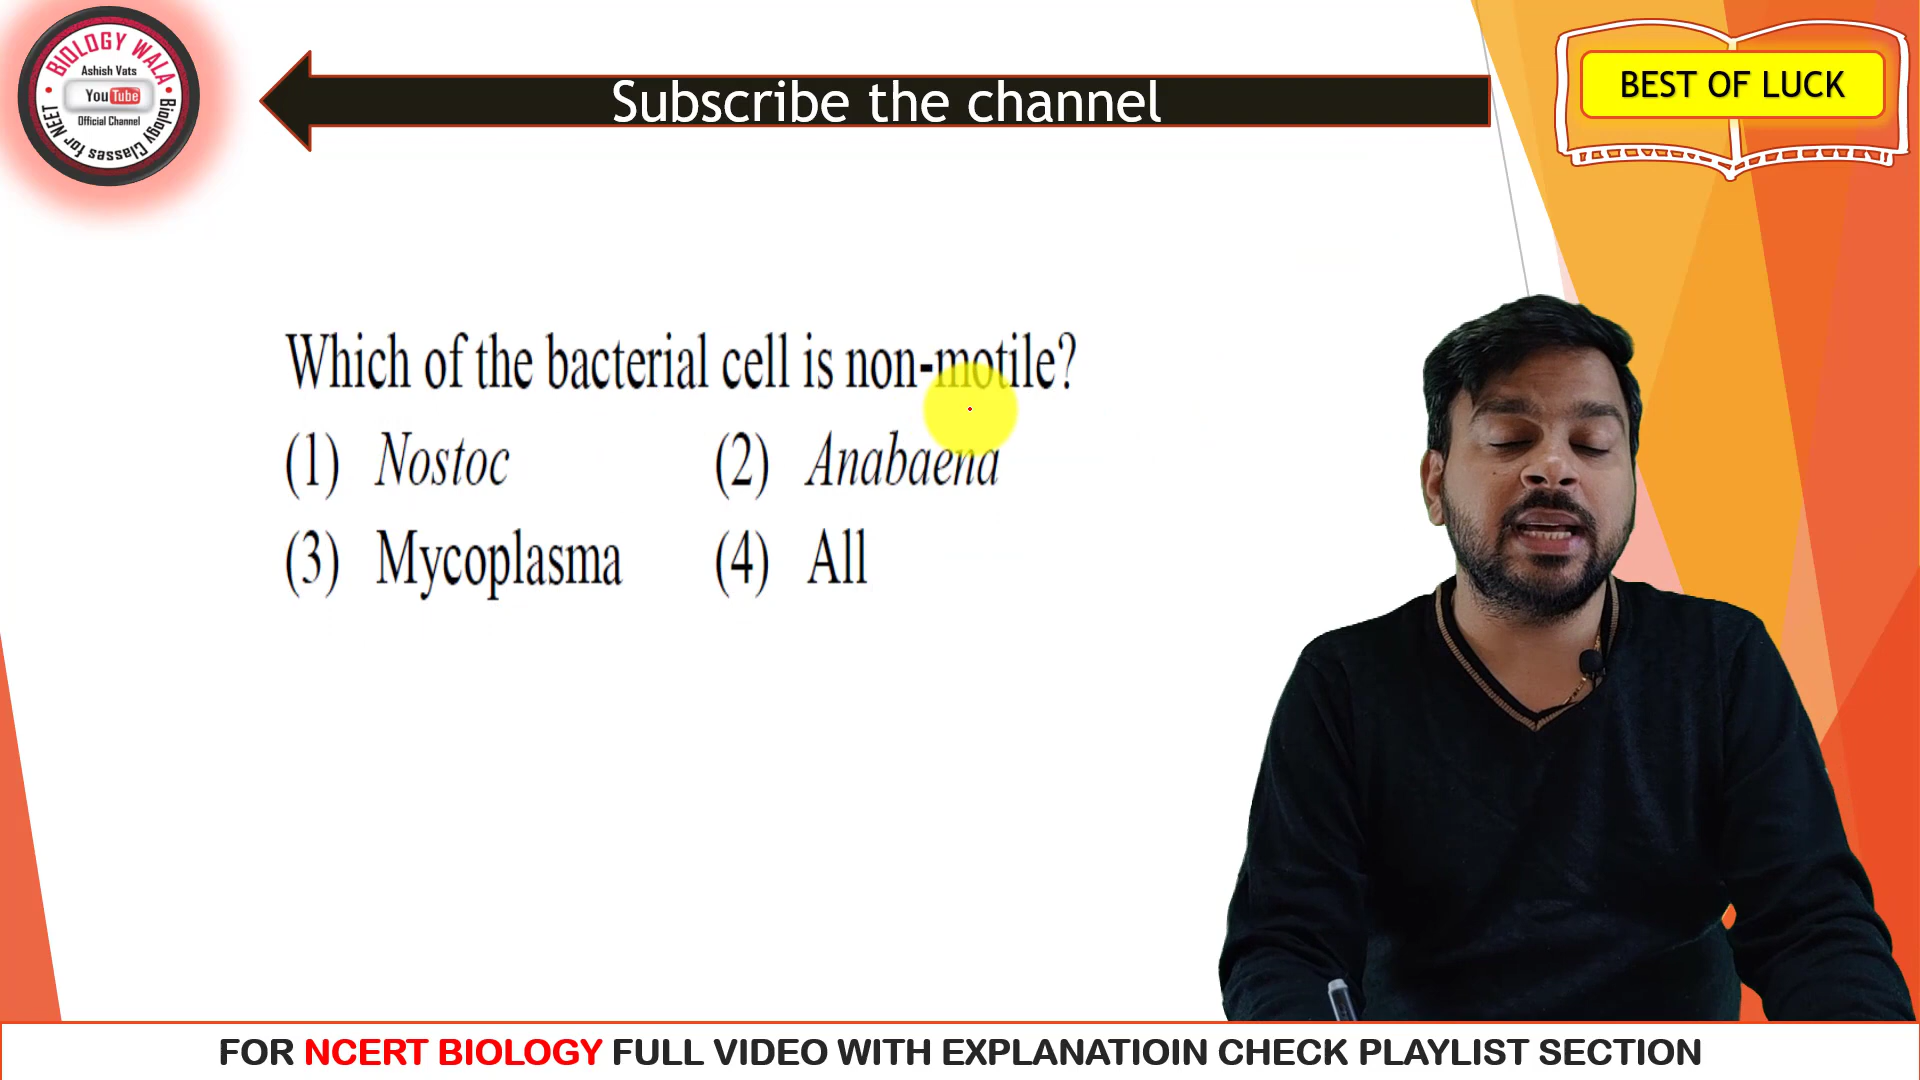 BIOLOGY WALA
Ashish Vats
YouTube
Official Channel
Biology Classes for NEET
Subscribe the channel
BEST OF LUCK
Which of the bacterial cell is non-motile?
(1) Nostoc (2) Anabaena
(3) Mycoplasma (4) All
FOR NCERT BIOLOGY FULL VIDEO WITH EXPLANATIOIN CHECK PLAYLIST SECTION